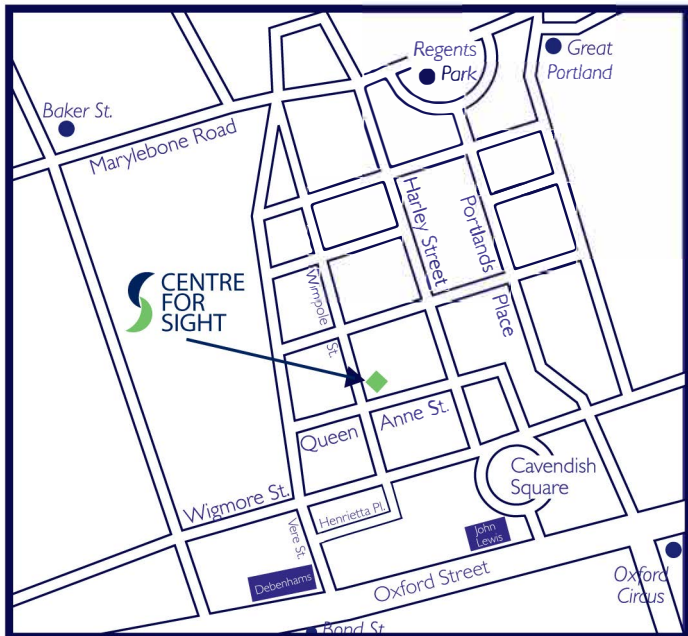 Regents
Park
Great
Portland
Baker St.
Marylebone Road
Harley Street
Portlands
Place
Wimpole
St.
CENTRE
FOR
SIGHT
Queen
Anne St.
Cavendish
Square
Wigmore St.
Henrietta Pl.
Vere St.
John
Lewis
Debenhams
Oxford Street
Oxford
Circus
Bond St.